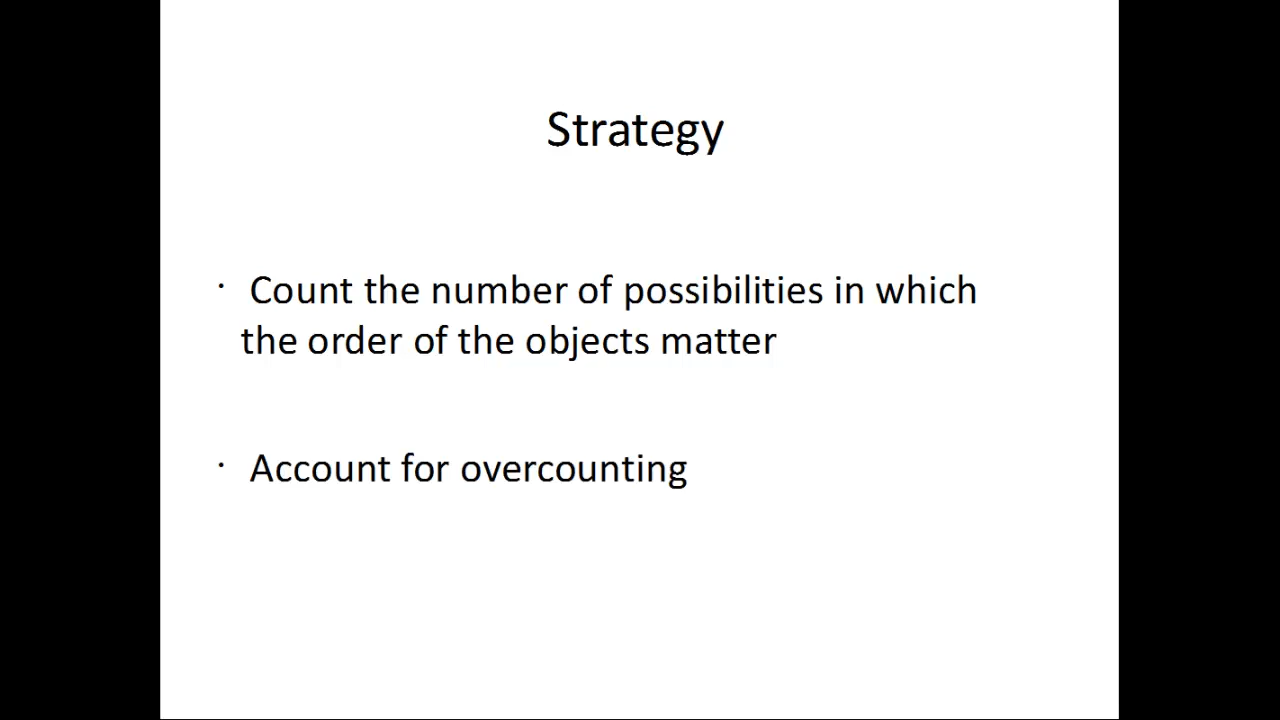 Strategy
· Count the number of possibilities in which
the order of the objects matter
· Account for overcounting